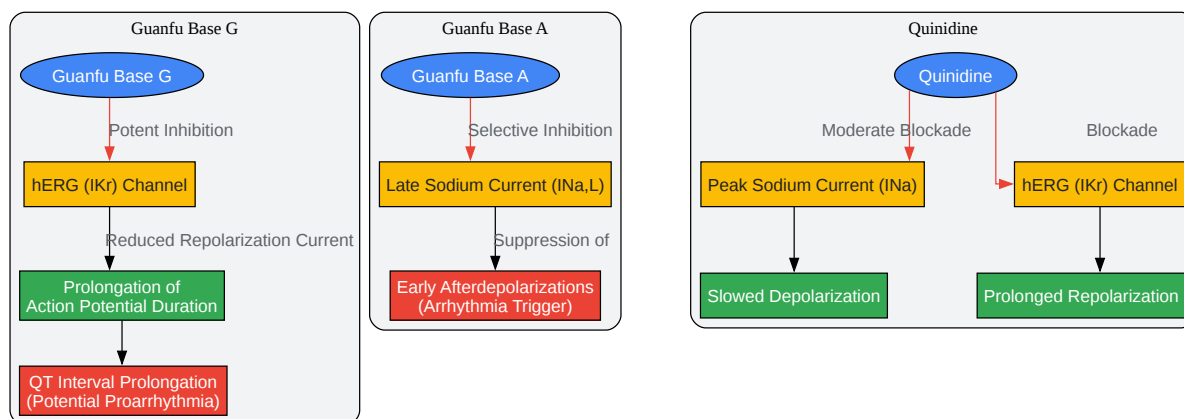 Guanfu Base G
Guanfu Base G
Potent Inhibition
hERG (IKr) Channel
Reduced Repolarization Current
Prolongation of
Action Potential Duration
QT Interval Prolongation
(Potential Proarrhythmia)
Guanfu Base A
Guanfu Base A
Selective Inhibition
Late Sodium Current (INa,L)
Suppression of
Early Afterdepolarizations
(Arrhythmia Trigger)
Quinidine
Quinidine
Moderate Blockade
Blockade
Peak Sodium Current (INa)
hERG (IKr) Channel
Slowed Depolarization
Prolonged Repolarization